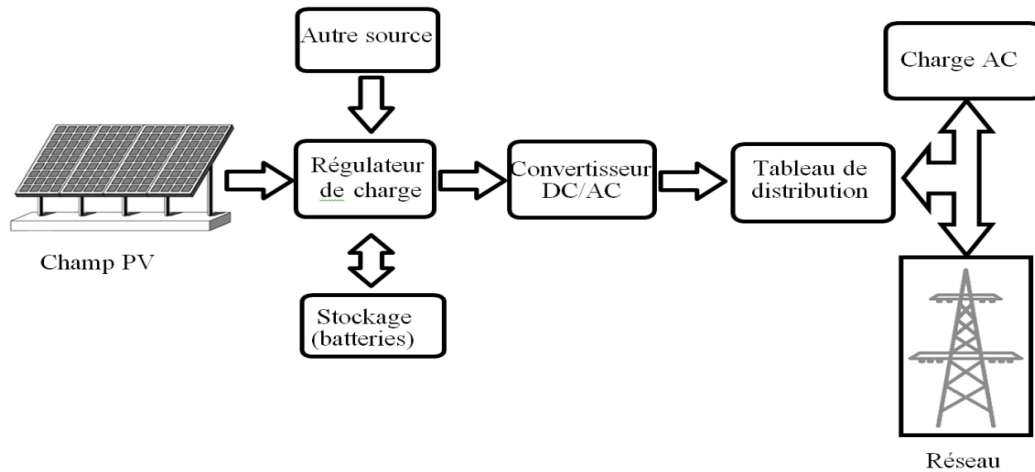 Autre source
Charge AC
Régulateur
de charge
Convertisseur
DC/AC
Tableau de
distribution
Champ PV
Stockage
(batteries)
Réseau